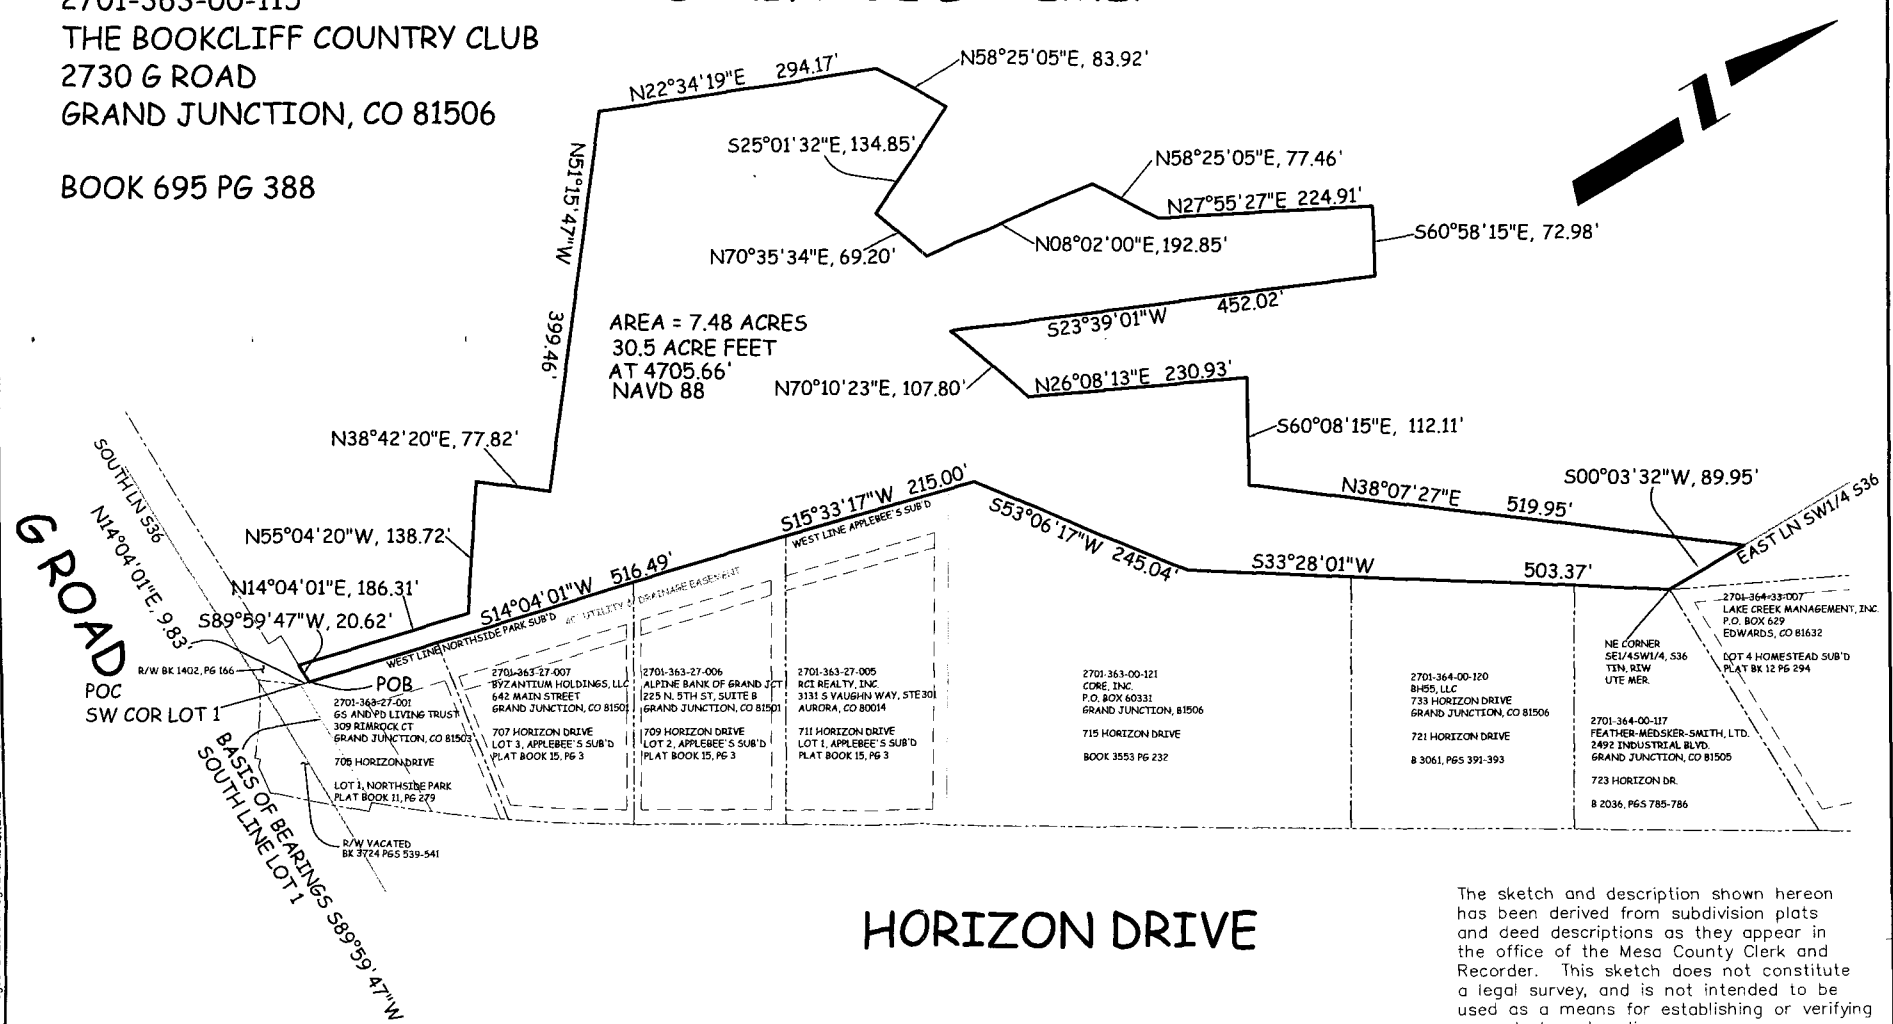 2701-363-00-115
THE BOOKCLIFF COUNTRY CLUB
2730 G ROAD
GRAND JUNCTION, CO 81506
BOOK 695 PG 388
N22°34'19"E 294.17'
N58°25'05"E, 83.92'
S25°01'32"E, 134.85'
N58°25'05"E, 77.46'
N27°55'27"E 224.91'
S60°58'15"E, 72.98'
N08°02'00"E, 192.85'
N70°35'34"E, 69.20'
N51°15'47"W 399.46'
AREA = 7.48 ACRES
30.5 ACRE FEET
AT 4705.66'
NAVD 88
S23°39'01"W 452.02'
N70°10'23"E, 107.80'
N26°08'13"E 230.93'
S60°08'15"E, 112.11'
N38°42'20"E, 77.82'
S00°03'32"W, 89.95'
N38°07'27"E 519.95'
EAST LN SW1/4 S36
SOUTH LN S36
N14°04'01"E, 9.83'
G ROAD
N55°04'20"W, 138.72'
N14°04'01"E, 186.31'
S89°59'47"W, 20.62'
S15°33'17"W 215.00'
WEST LINE APPLEBEE'S SUB'D
S53°06'17"W 245.04'
S33°28'01"W 503.37'
S14°04'01"W 516.49'
WEST LINE NORTHSIDE PARK SUB'D
UTILITY & DRAINAGE EASEMENT
R/W BK 1402, PG 166
POC
SW COR LOT 1
POB
2701-363-27-001
GS AND PD LIVING TRUST
309 RIMROCK CT
GRAND JUNCTION, CO 81503
705 HORIZON DRIVE
LOT 1, NORTHSIDE PARK
PLAT BOOK 11, PG 279
R/W VACATED
BK 3724 PGS 539-541
2701-363-27-007
BYZANTIUM HOLDINGS, LLC
642 MAIN STREET
GRAND JUNCTION, CO 81501
707 HORIZON DRIVE
LOT 3, APPLEBEE'S SUB'D
PLAT BOOK 15, PG 3
2701-363-27-006
ALPINE BANK OF GRAND JCT
225 N. 5TH ST, SUITE B
GRAND JUNCTION, CO 81501
709 HORIZON DRIVE
LOT 2, APPLEBEE'S SUB'D
PLAT BOOK 15, PG 3
2701-363-27-005
RCI REALTY, INC.
3131 S VAUGHN WAY, STE 301
AURORA, CO 80014
711 HORIZON DRIVE
LOT 1, APPLEBEE'S SUB'D
PLAT BOOK 15, PG 3
2701-363-00-121
CORE, INC.
P.O. BOX 60331
GRAND JUNCTION, 81506
715 HORIZON DRIVE
BOOK 3553 PG 232
2701-364-00-120
BH55, LLC
733 HORIZON DRIVE
GRAND JUNCTION, CO 81506
721 HORIZON DRIVE
B 3061, PGS 391-393
NE CORNER
SE1/4SW1/4, S36
T1N, R1W
UTE MER.
2701-364-33-007
LAKE CREEK MANAGEMENT, INC.
P.O. BOX 629
EDWARDS, CO 81632
LOT 4 HOMESTEAD SUB'D
PLAT BK 12 PG 294
2701-364-00-117
FEATHER-MEDSKER-SMITH, LTD.
2492 INDUSTRIAL BLVD.
GRAND JUNCTION, CO 81505
723 HORIZON DR.
B 2036, PGS 785-786
BASIS OF BEARINGS S89°59'47"W
SOUTH LINE LOT 1
HORIZON DRIVE
The sketch and description shown hereon
has been derived from subdivision plats
and deed descriptions as they appear in
the office of the Mesa County Clerk and
Recorder. This sketch does not constitute
a legal survey, and is not intended to be
used as a means for establishing or verifying